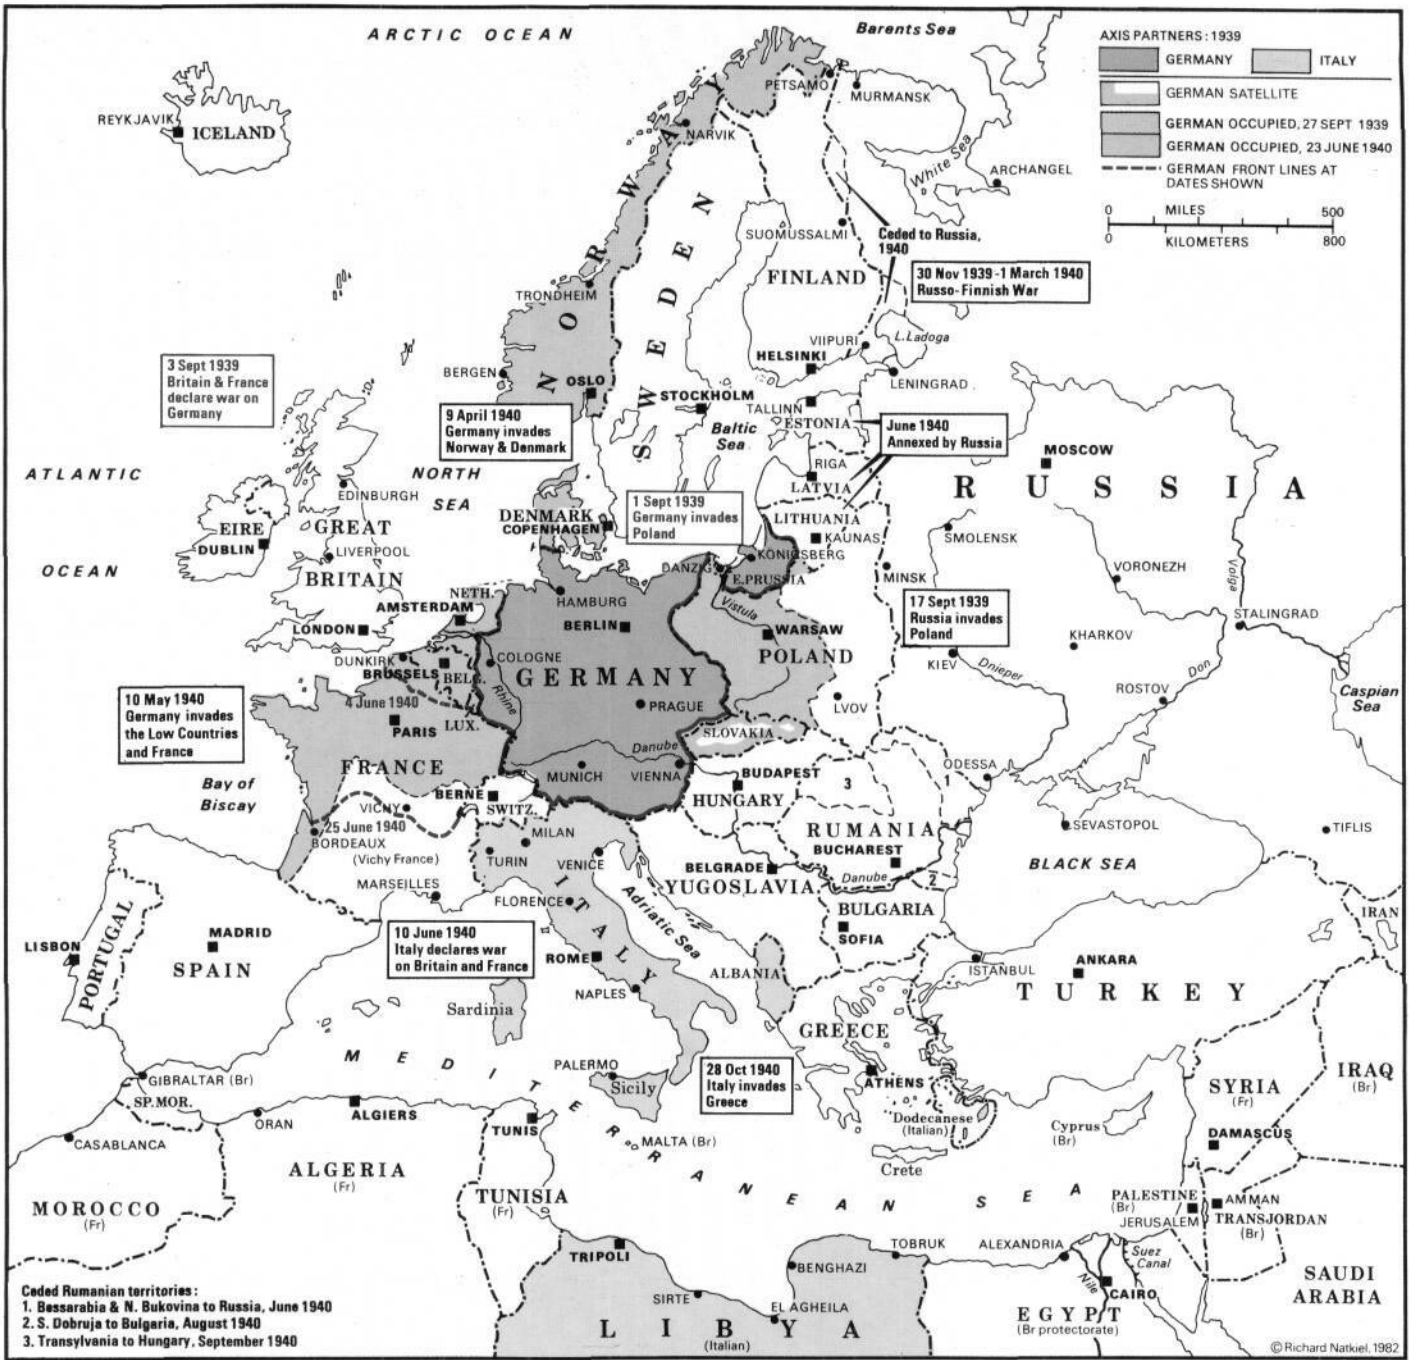 ARCTIC OCEAN
Barents Sea
AXIS PARTNERS: 1939
GERMANY
ITALY
GERMAN SATELLITE
GERMAN OCCUPIED, 27 SEPT 1939
GERMAN OCCUPIED, 23 JUNE 1940
GERMAN FRONT LINES AT
DATES SHOWN
0 MILES 500
0 KILOMETERS 800
REYKJAVIK
ICELAND
PETSAMO
MURMANSK
NARVIK
White Sea
ARCHANGEL
NORWAY
SWEDEN
SUOMUSSALMI
Ceded to Russia,
1940
FINLAND
30 Nov 1939-1 March 1940
Russo-Finnish War
TRONDHEIM
VIIPURI
L.Ladoga
HELSINKI
LENINGRAD
BERGEN
OSLO
STOCKHOLM
TALLINN
ESTONIA
3 Sept 1939
Britain & France
declare war on
Germany
9 April 1940
Germany invades
Norway & Denmark
Baltic
Sea
June 1940
Annexed by Russia
MOSCOW
RIGA
LATVIA
RUSSIA
ATLANTIC
OCEAN
NORTH
SEA
EDINBURGH
1 Sept 1939
Germany invades
Poland
LITHUANIA
KAUNAS
SMOLENSK
DENMARK
COPENHAGEN
EIRE
DUBLIN
GREAT
BRITAIN
LIVERPOOL
KÖNIGSBERG
DANZIG
E.PRUSSIA
MINSK
VORONEZH
Volga
HAMBURG
NETH.
AMSTERDAM
LONDON
BERLIN
Vistula
WARSAW
POLAND
17 Sept 1939
Russia invades
Poland
STALINGRAD
KHARKOV
DUNKIRK
BRUSSELS
BELG.
COLOGNE
Rhine
GERMANY
PRAGUE
KIEV
Dnieper
Don
ROSTOV
LVOV
Caspian
Sea
10 May 1940
Germany invades
the Low Countries
and France
4 June 1940
PARIS
LUX.
SLOVAKIA
FRANCE
Danube
MUNICH
VIENNA
BUDAPEST
HUNGARY
3
1
ODESSA
Bay of
Biscay
BERNE
SWITZ.
VICHY
25 June 1940
BORDEAUX
(Vichy France)
MILAN
TURIN
VENICE
RUMANIA
BUCHAREST
SEVASTOPOL
TIFLIS
BELGRADE
YUGOSLAVIA
Danube
2
BLACK SEA
MARSEILLES
FLORENCE
ITALY
Adriatic Sea
BULGARIA
SOFIA
IRAN
LISBON
PORTUGAL
MADRID
SPAIN
10 June 1940
Italy declares war
on Britain and France
ROME
NAPLES
ALBANIA
ISTANBUL
ANKARA
TURKEY
Sardinia
GREECE
MEDITERRANEAN SEA
PALERMO
Sicily
28 Oct 1940
Italy invades
Greece
ATHENS
SYRIA
(Fr)
IRAQ
(Br)
GIBRALTAR (Br)
SP.MOR.
ORAN
ALGIERS
TUNIS
Dodecanese
(Italian)
Cyprus
(Br)
CASABLANCA
MALTA (Br)
DAMASCUS
Crete
ALGERIA
(Fr)
MOROCCO
(Fr)
TUNISIA
(Fr)
PALESTINE
(Br)
JERUSALEM
AMMAN
TRANSJORDAN
(Br)
TRIPOLI
TOBRUK
ALEXANDRIA
Suez
Canal
BENGHAZI
Nile
CAIRO
SAUDI
ARABIA
SIRTE
EL AGHEILA
LIBYA
(Italian)
EGYPT
(Br protectorate)
Ceded Rumanian territories:
1. Bessarabia & N. Bukovina to Russia, June 1940
2. S. Dobruja to Bulgaria, August 1940
3. Transylvania to Hungary, September 1940
© Richard Natkiel, 1982